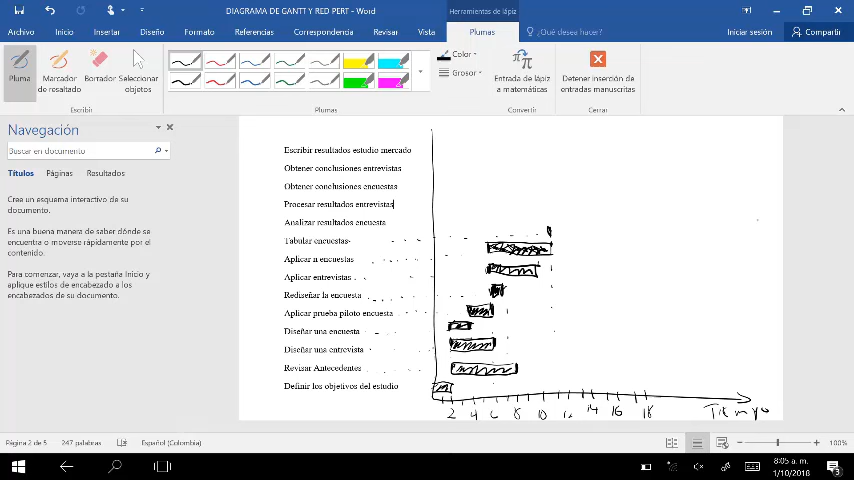 DIAGRAMA DE GANTT Y RED PERT - Word
Herramientas de lápiz
Archivo Inicio Insertar Diseño Formato Referencias Correspondencia Revisar Vista Plumas ¿Qué desea hacer? Iniciar sesión Compartir
Pluma
Marcador de resaltado
Borrador
Seleccionar objetos
Escribir
Plumas
Color
Grosor
Entrada de lápiz a matemáticas
Convertir
Detener inserción de entradas manuscritas
Cerrar
Navegación
Buscar en documento
Títulos Páginas Resultados
Cree un esquema interactivo de su
documento.
Es una buena manera de saber dónde se
encuentra o moverse rápidamente por el
contenido.
Para comenzar, vaya a la pestaña Inicio y
aplique estilos de encabezado a los
encabezados de su documento.
Escribir resultados estudio mercado
Obtener conclusiones entrevistas
Obtener conclusiones encuestas
Procesar resultados entrevistas
Analizar resultados encuesta
Tabular encuestas
Aplicar n encuestas
Aplicar entrevistas
Rediseñar la encuesta
Aplicar prueba piloto encuesta
Diseñar una encuesta
Diseñar una entrevista
Revisar Antecedentes
Definir los objetivos del estudio
2 4 6 8 10 12 14 16 18 Tiempo
Página 2 de 5 247 palabras Español (Colombia) 100%
8:05 a. m.
1/10/2018
3